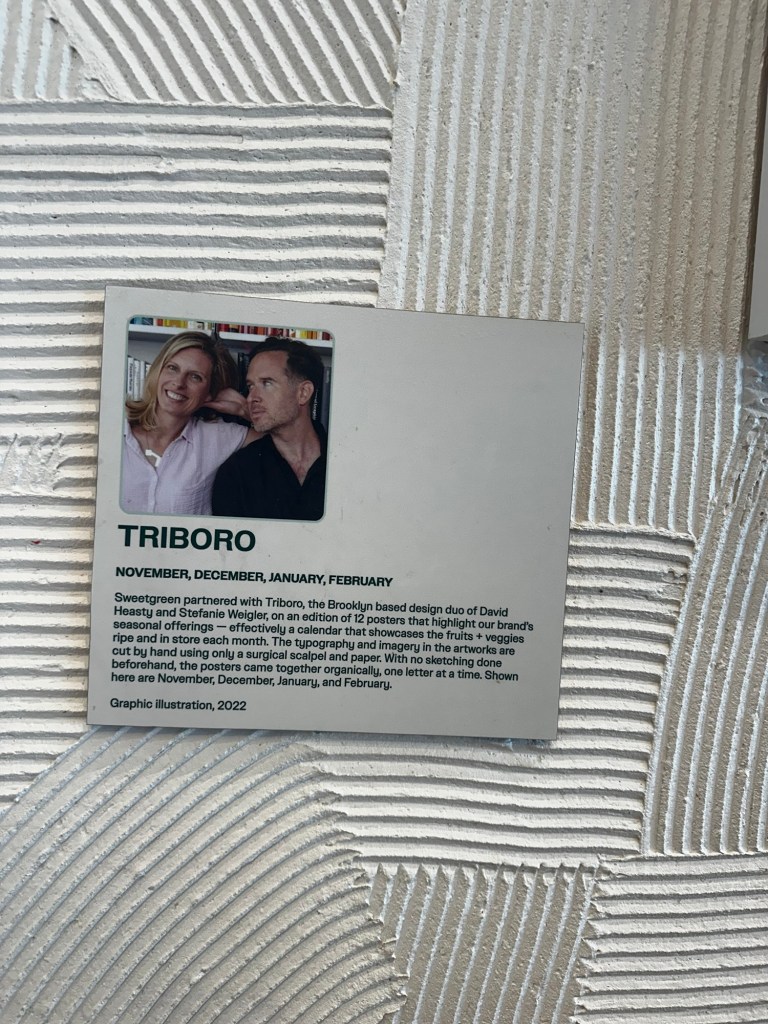 TRIBORO
NOVEMBER, DECEMBER, JANUARY, FEBRUARY
Sweetgreen partnered with Triboro, the Brooklyn based design duo of David
Heasty and Stefanie Weigler, on an edition of 12 posters that highlight our brand's
seasonal offerings — effectively a calendar that showcases the fruits + veggies
ripe and in store each month. The typography and imagery in the artworks are
cut by hand using only a surgical scalpel and paper. With no sketching done
beforehand, the posters came together organically, one letter at a time. Shown
here are November, December, January, and February.
Graphic illustration, 2022